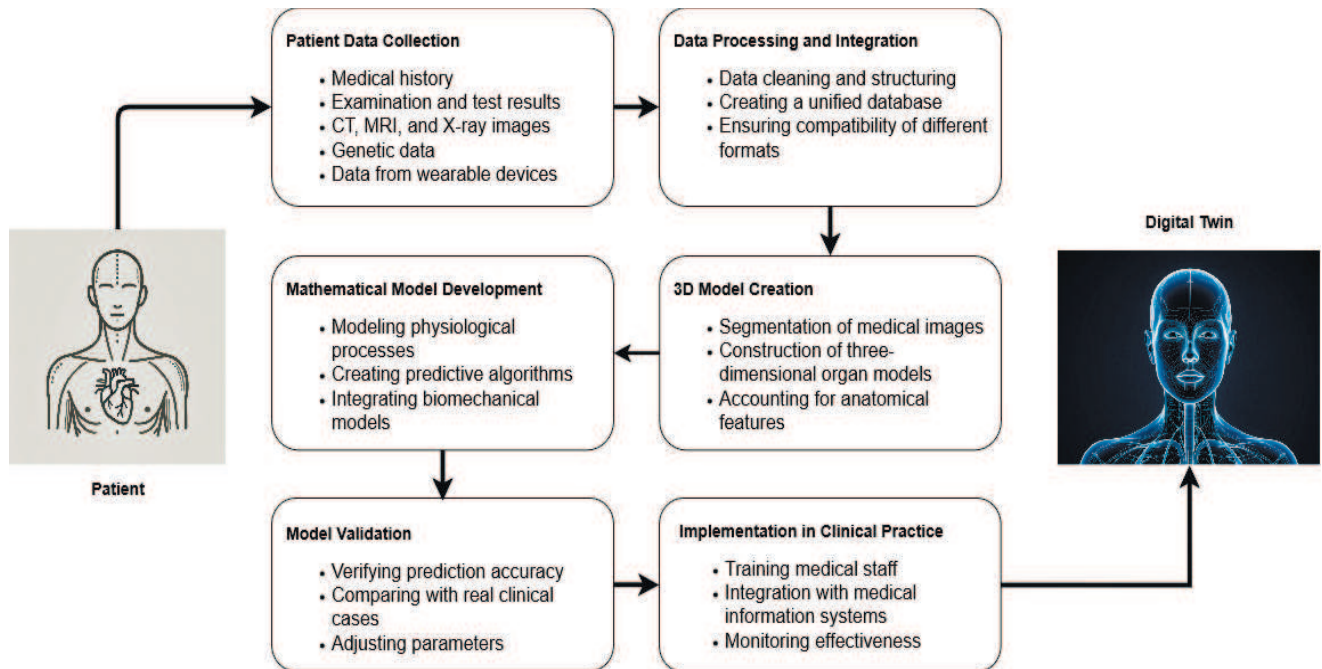 Patient Data Collection
• Medical history
• Examination and test results
• CT, MRI, and X-ray images
• Genetic data
• Data from wearable devices
Data Processing and Integration
• Data cleaning and structuring
• Creating a unified database
• Ensuring compatibility of different
formats
Patient
Mathematical Model Development
• Modeling physiological
processes
• Creating predictive algorithms
• Integrating biomechanical
models
3D Model Creation
• Segmentation of medical images
• Construction of three-
dimensional organ models
• Accounting for anatomical
features
Digital Twin
Model Validation
• Verifying prediction accuracy
• Comparing with real clinical
cases
• Adjusting parameters
Implementation in Clinical Practice
• Training medical staff
• Integration with medical
information systems
• Monitoring effectiveness